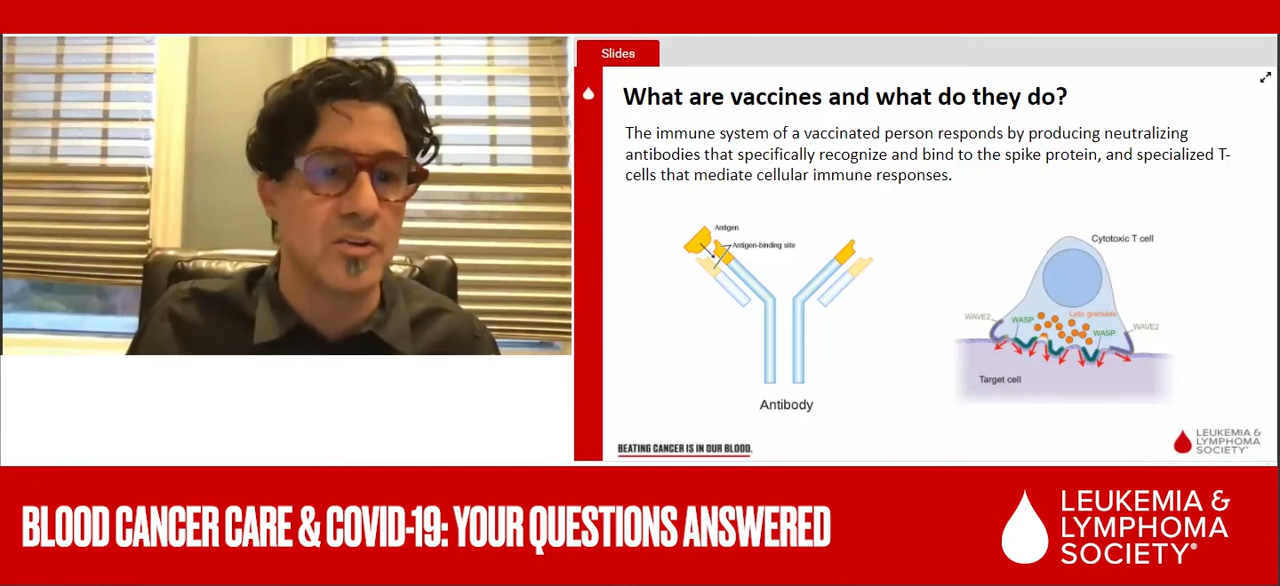 Slides
What are vaccines and what do they do?
The immune system of a vaccinated person responds by producing neutralizing
antibodies that specifically recognize and bind to the spike protein, and specialized T-
cells that mediate cellular immune responses.
Antigen
Antigen-binding site
Antibody
Cytotoxic T cell
WAVE2
WASP
Lytic granules
WASP
WAVE2
Target cell
BEATING CANCER IS IN OUR BLOOD.
LEUKEMIA &
LYMPHOMA
SOCIETY®
BLOOD CANCER CARE & COVID-19: YOUR QUESTIONS ANSWERED
LEUKEMIA &
LYMPHOMA
SOCIETY®